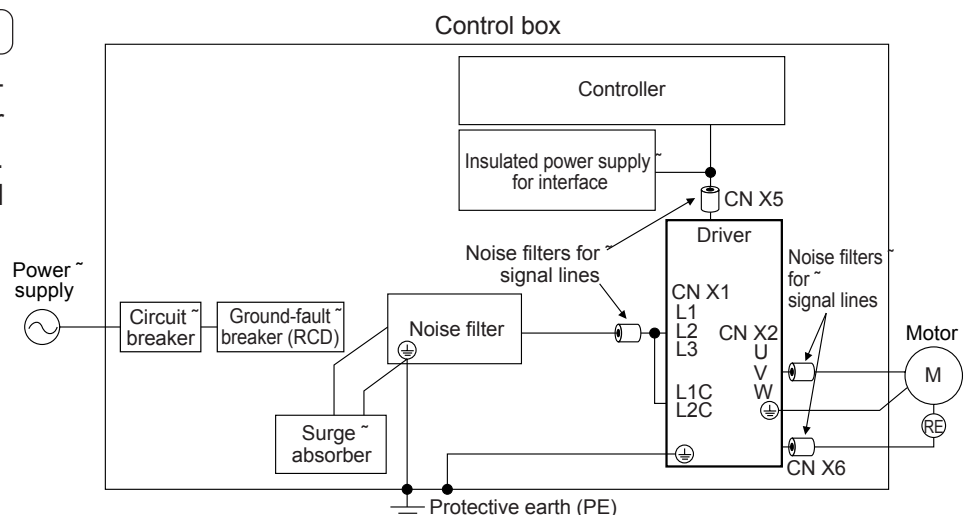 Control box
Controller
Insulated power supply ~
for interface
CN X5
Driver
Noise filters for ~
signal lines
Noise filters ~
for ~
signal lines
Power ~
supply
Circuit ~
breaker
Ground-fault ~
breaker (RCD)
Noise filter
CN X1
L1
L2
L3
L1C
L2C
CN X2
U
V
W
Motor
M
RE
Surge ~
absorber
CN X6
Protective earth (PE)